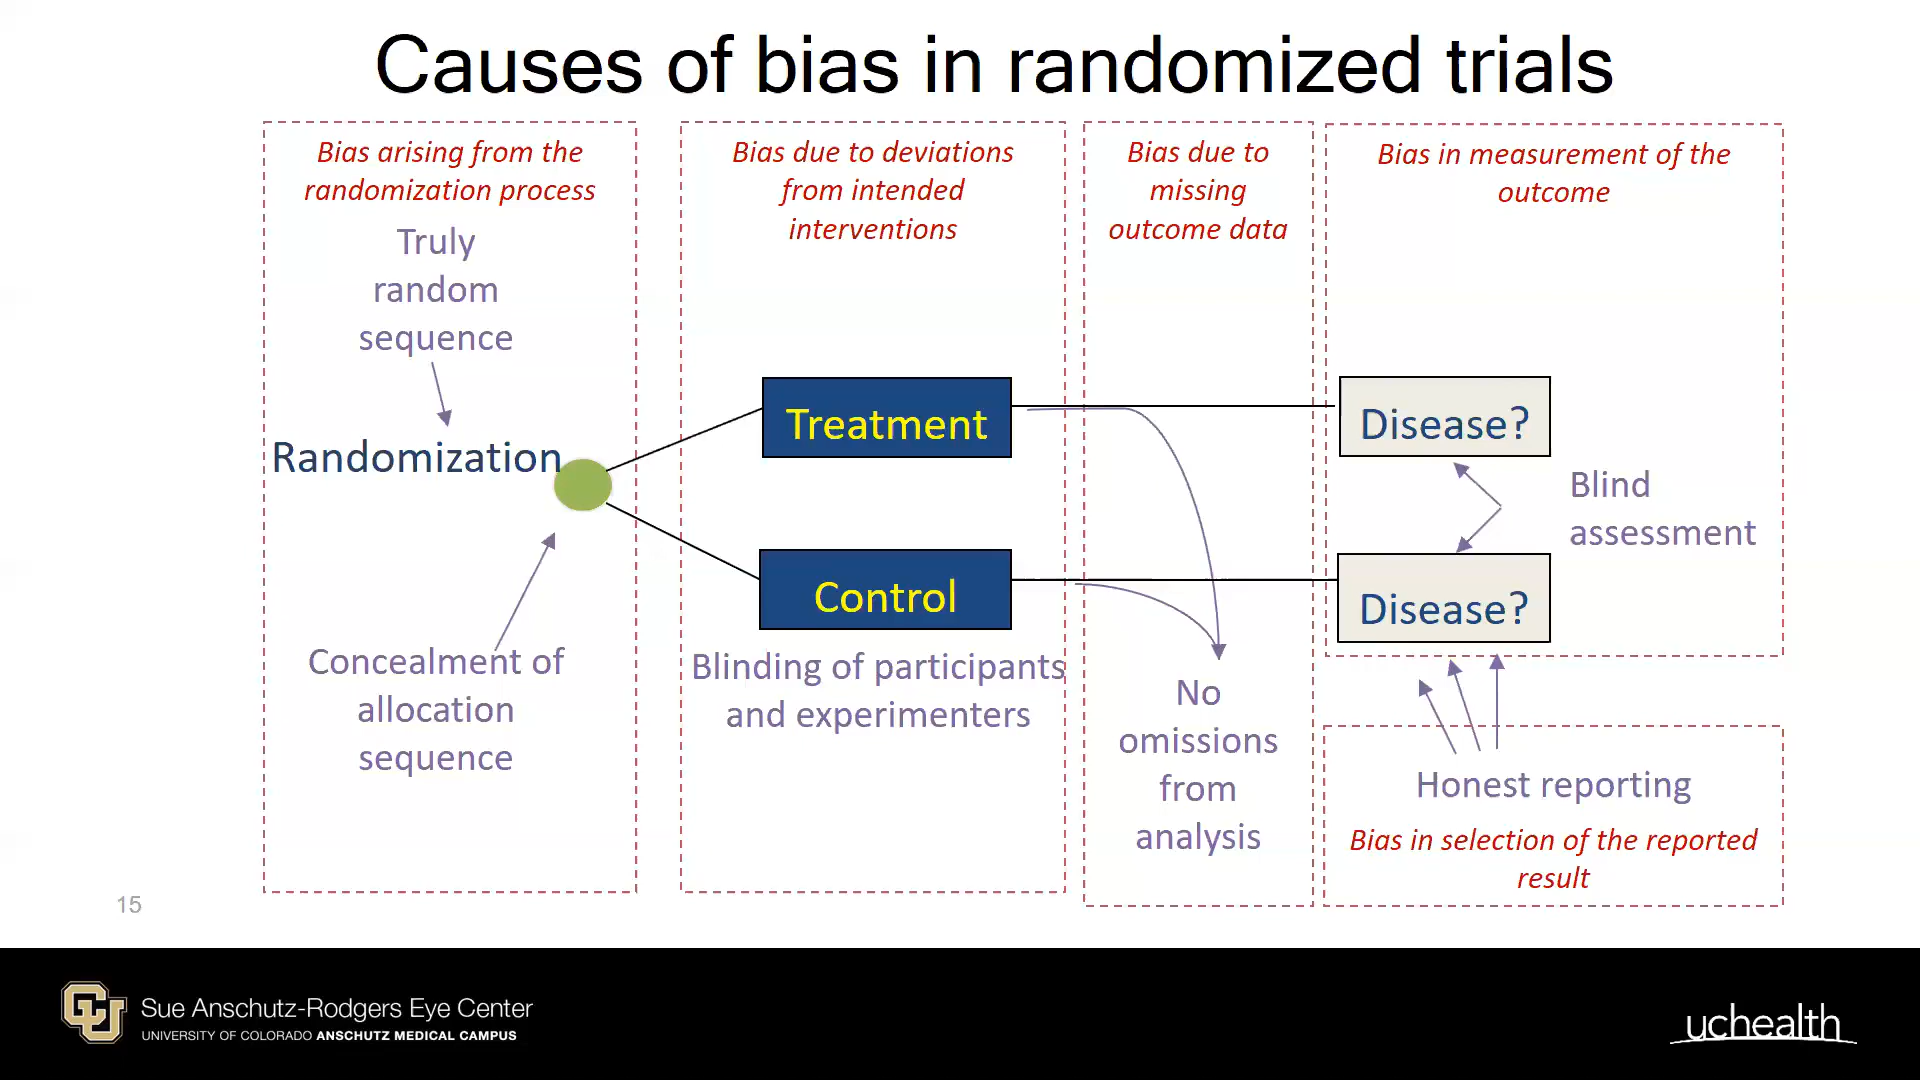 Causes of bias in randomized trials
Bias arising from the
randomization process
Truly
random
sequence
Randomization
Concealment of
allocation
sequence
Bias due to deviations
from intended
interventions
Treatment
Control
Blinding of participants
and experimenters
Bias due to
missing
outcome data
No
omissions
from
analysis
Bias in measurement of the
outcome
Disease?
Blind
assessment
Disease?
Honest reporting
Bias in selection of the reported
result
15
CU
Sue Anschutz-Rodgers Eye Center
UNIVERSITY OF COLORADO ANSCHUTZ MEDICAL CAMPUS
uchealth